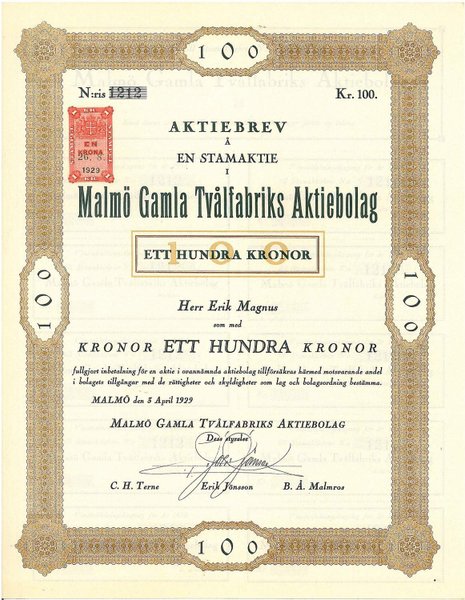 100
N:ris 1212
Kr. 100.
EN
KRONA
26. 8.
1929
AKTIEBREV
Å
EN STAMAKTIE
I
Malmö Gamla Tvålfabriks Aktiebolag
100
ETT HUNDRA KRONOR
100
100
Herr Erik Magnus
som med
KRONOR ETT HUNDRA KRONOR
fullgjort inbetalning för en aktie i ovannämnda aktiebolag tillförsäkras härmed motsvarande andel
i bolagets tillgångar med de rättigheter och skyldigheter som lag och bolagsordning bestämma.
MALMÖ den 5 April 1929
MALMÖ GAMLA TVÅLFABRIKS AKTIEBOLAG
Dess styrelse
C. H. Terne
Erik Jönsson
B. Å. Malmros
100